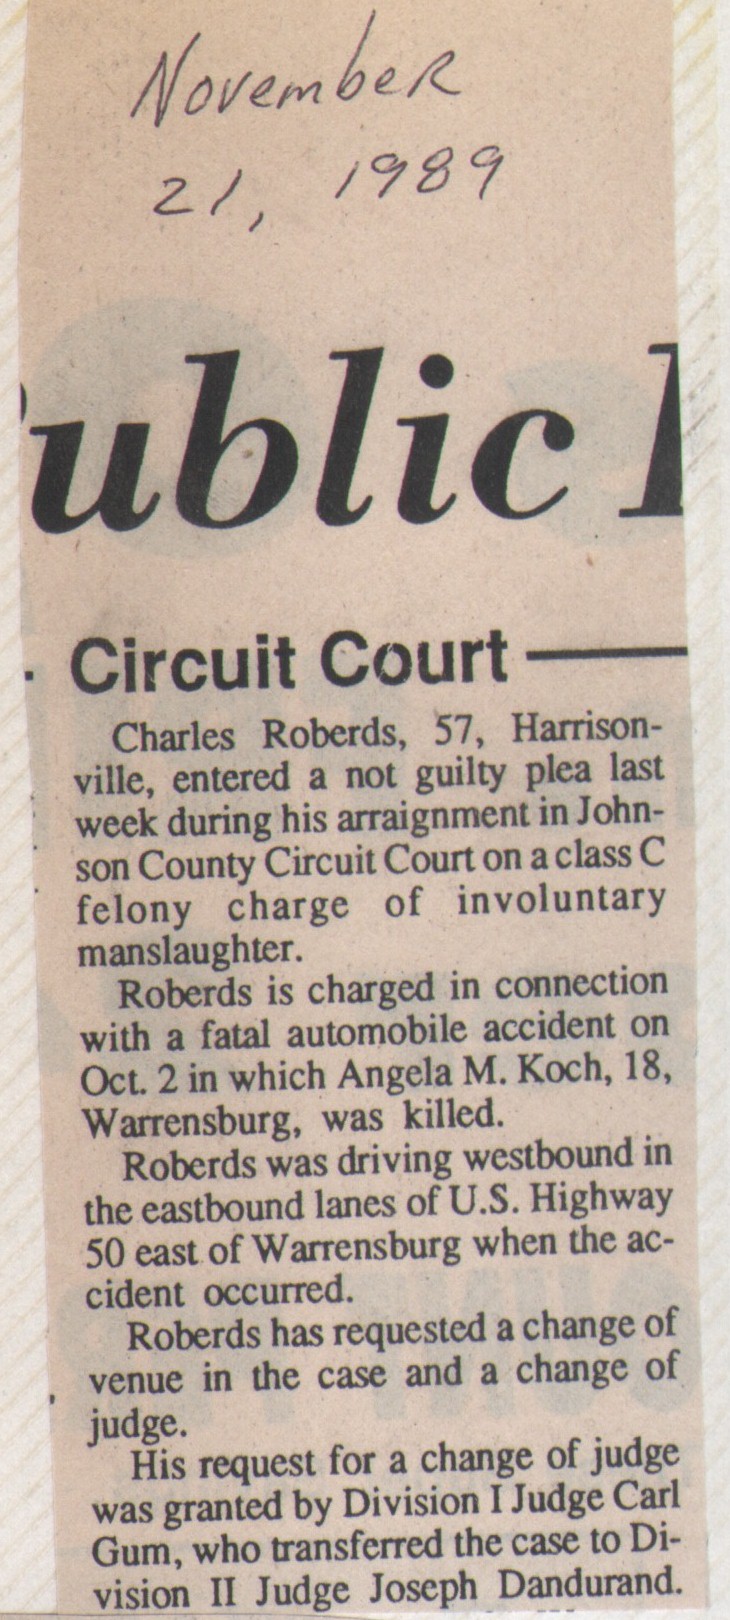 November
21, 1989
ublic
Circuit Court
Charles Roberds, 57, Harrison-
ville, entered a not guilty plea last
week during his arraignment in John-
son County Circuit Court on a class C
felony charge of involuntary
manslaughter.
Roberds is charged in connection
with a fatal automobile accident on
Oct. 2 in which Angela M. Koch, 18,
Warrensburg, was killed.
Roberds was driving westbound in
the eastbound lanes of U.S. Highway
50 east of Warrensburg when the ac-
cident occurred.
Roberds has requested a change of
venue in the case and a change of
judge.
His request for a change of judge
was granted by Division I Judge Carl
Gum, who transferred the case to Di-
vision II Judge Joseph Dandurand.